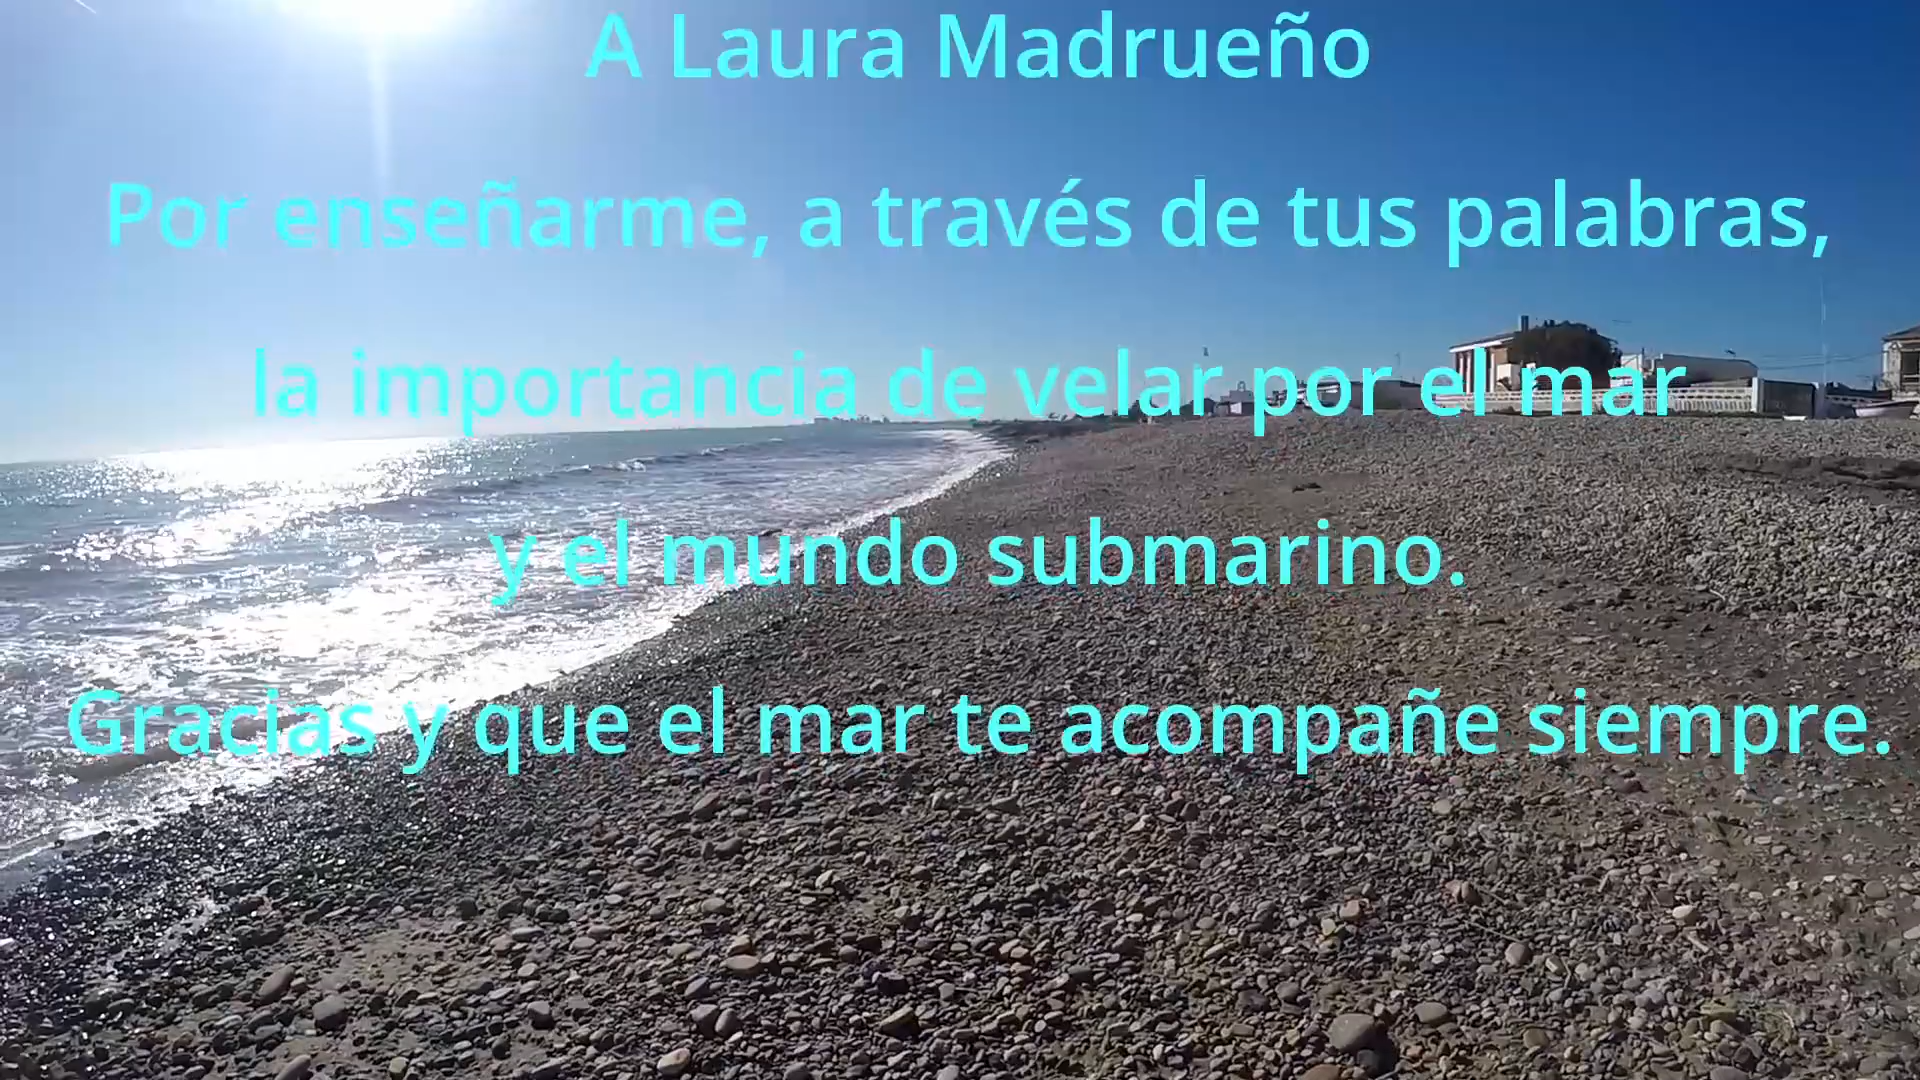 A Laura Madrueño
Por enseñarme, a través de tus palabras,
la importancia de velar por el mar
y el mundo submarino.
Gracias y que el mar te acompañe siempre.